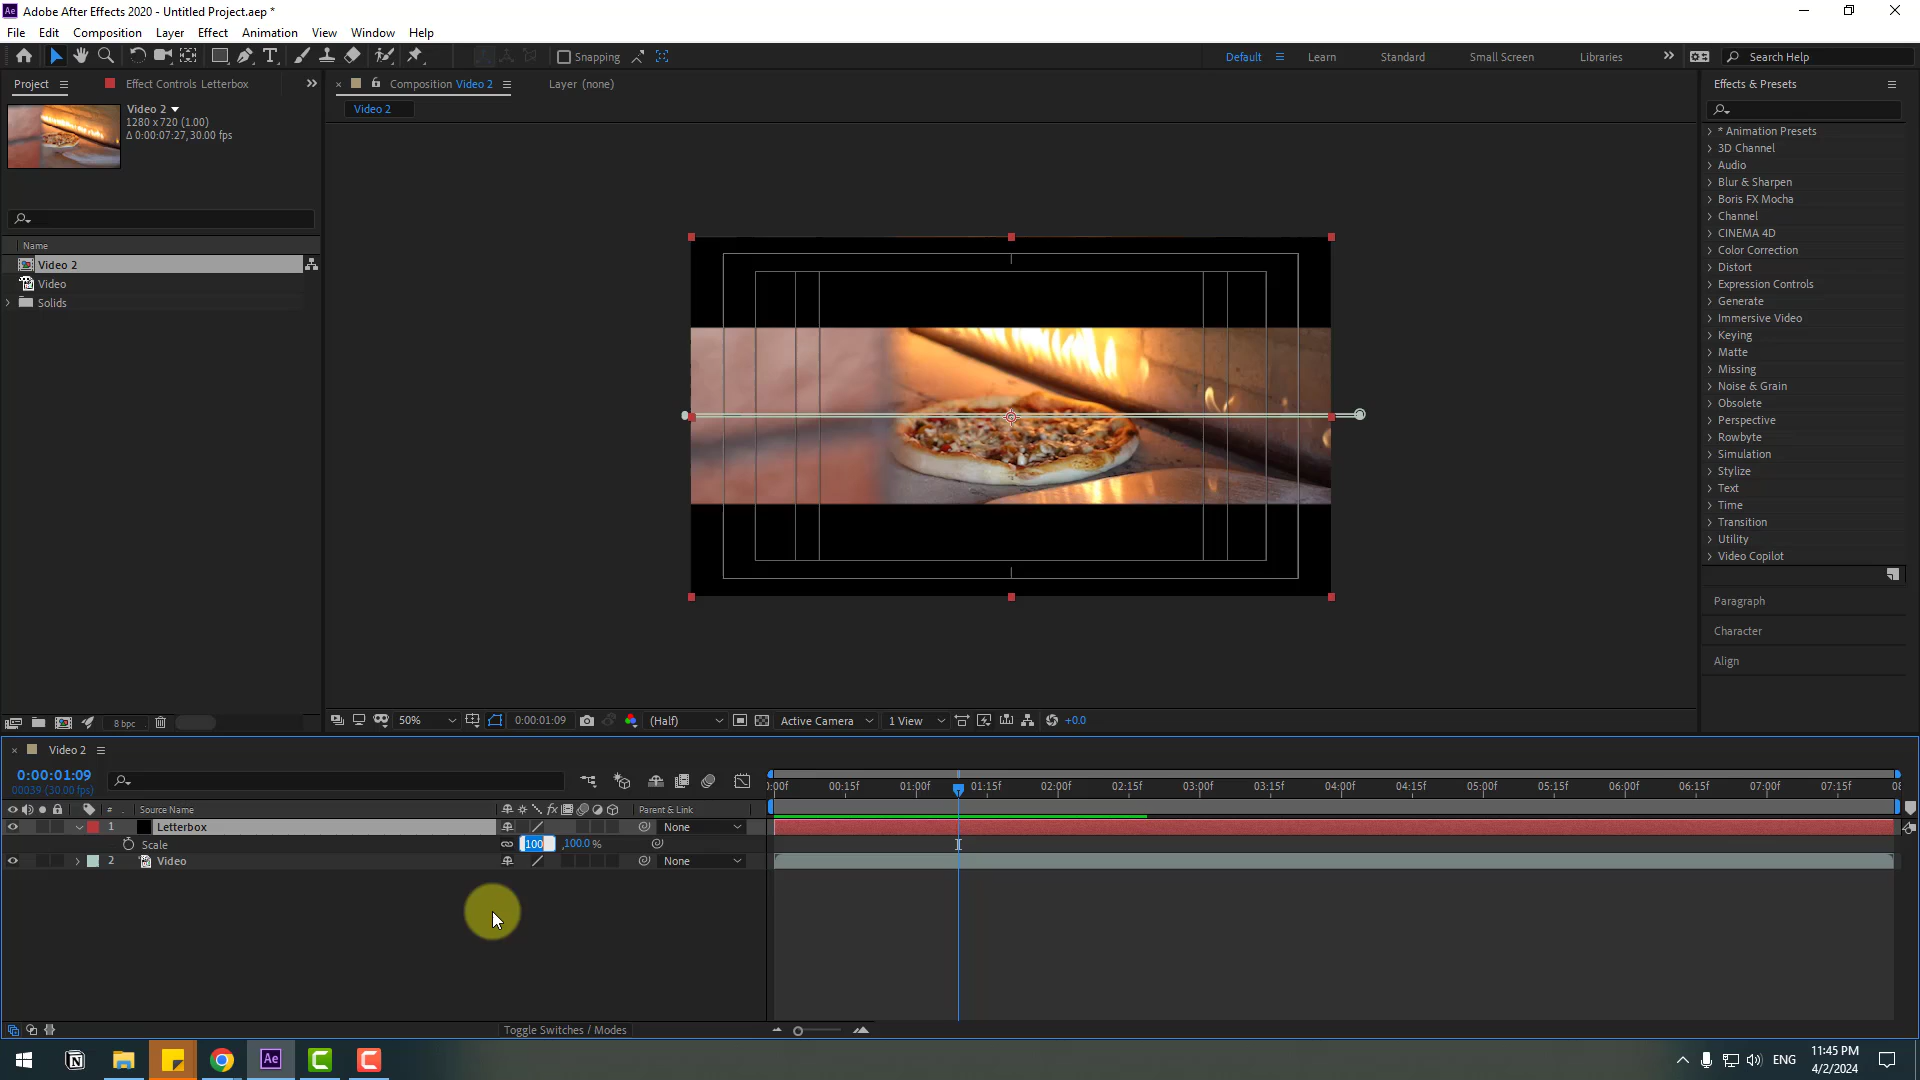 Adobe After Effects 2020 - Untitled Project.aep *
File Edit Composition Layer Effect Animation View Window Help
Snapping
Default Learn Standard Small Screen Libraries Search Help
Project Effect Controls Letterbox
Composition Video 2 Layer (none)
Effects & Presets
Video 2
1280 x 720 (1.00)
Δ 0:00:07:27, 30.00 fps
Video 2
Name
Video 2
Video
Solids
* Animation Presets
3D Channel
Audio
Blur & Sharpen
Boris FX Mocha
Channel
CINEMA 4D
Color Correction
Distort
Expression Controls
Generate
Immersive Video
Keying
Matte
Missing
Noise & Grain
Obsolete
Perspective
Rowbyte
Simulation
Stylize
Text
Time
Transition
Utility
Video Copilot
Paragraph
Character
Align
8 bpc
50% 0:00:01:09 (Half) Active Camera 1 View +0.0
Video 2
0:00:01:09
00039 (30.00 fps)
:00f 00:15f 01:00f 01:15f 02:00f 02:15f 03:00f 03:15f 04:00f 04:15f 05:00f 05:15f 06:00f 06:15f 07:00f 07:15f 08
# Source Name fx Parent & Link
1 Letterbox None
Scale 100 ,100.0 %
2 Video None
Toggle Switches / Modes
Ae
ENG
11:45 PM
4/2/2024